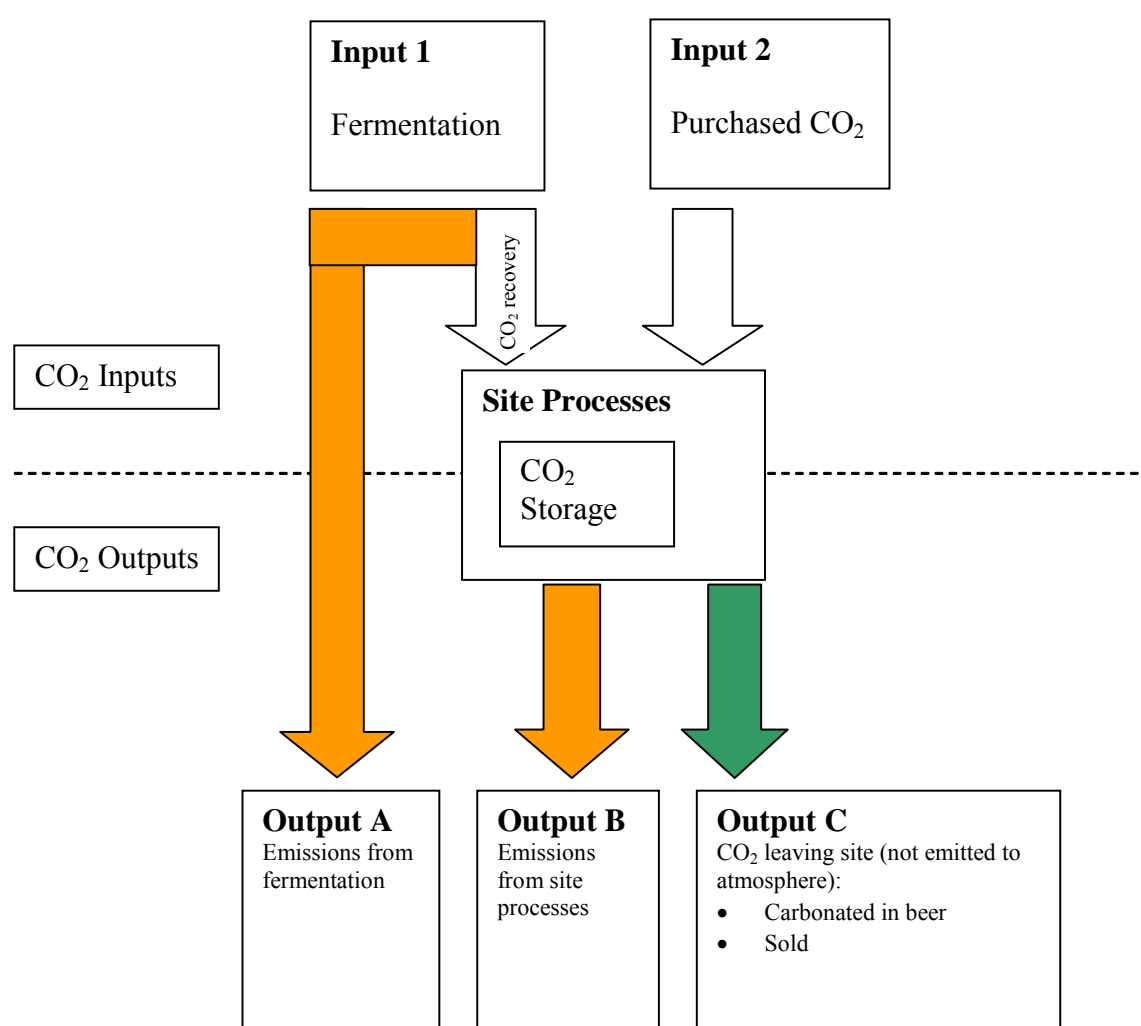 Input 1
Fermentation
Input 2
Purchased CO₂
CO₂ recovery
CO₂ Inputs
Site Processes
CO₂
Storage
CO₂ Outputs
Output A
Emissions from
fermentation
Output B
Emissions
from site
processes
Output C
CO₂ leaving site (not emitted to
atmosphere):
• Carbonated in beer
• Sold